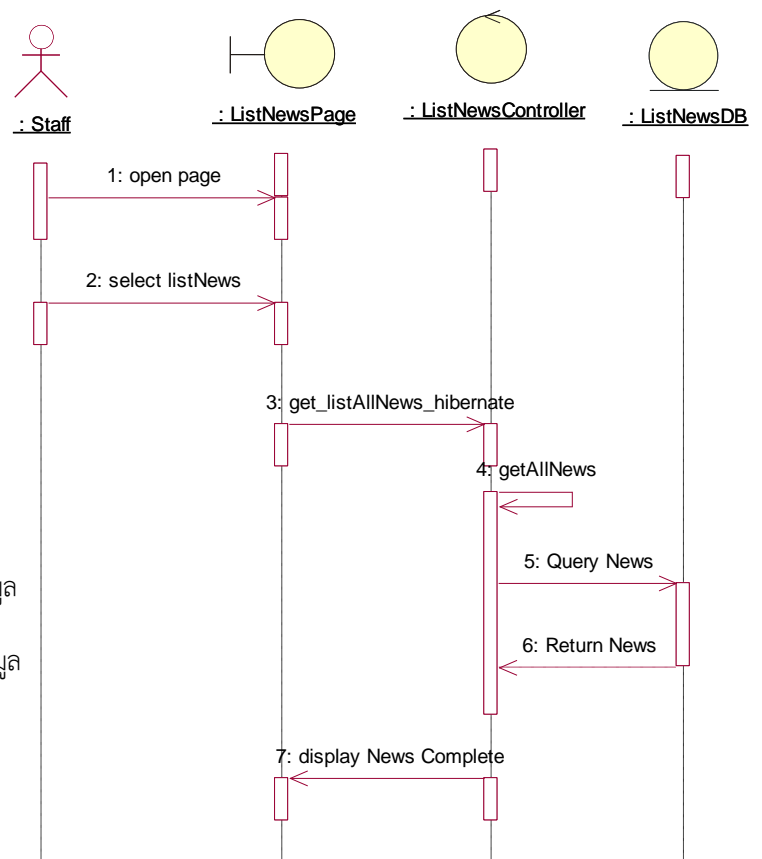 : Staff
: ListNewsPage
: ListNewsController
: ListNewsDB
1: open page
2: select listNews
3: get_listAllNews_hibernate
4: getAllNews
5: Query News
6: Return News
7: display News Complete